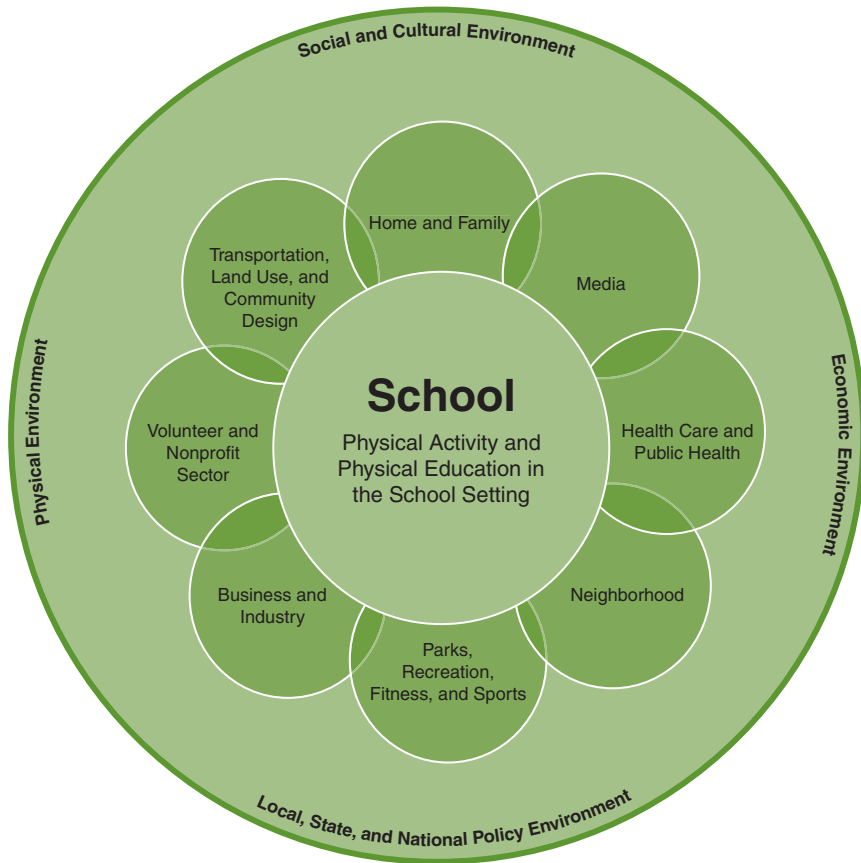 Social and Cultural Environment
Home and Family
Transportation,
Land Use, and
Community
Design
Media
Physical Environment
School
Physical Activity and
Physical Education in
the School Setting
Economic Environment
Volunteer and
Nonprofit
Sector
Health Care and
Public Health
Business and
Industry
Neighborhood
Parks,
Recreation,
Fitness, and Sports
Local, State, and National Policy Environment